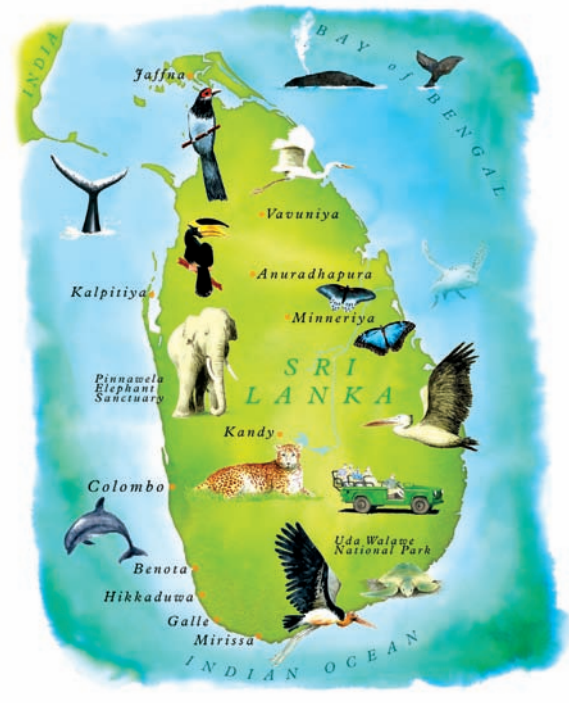 INDIA
BAY of BENGAL
Jaffna
Vavuniya
Anuradhapura
Kalpitiya
Minneriya
SRI
LANKA
Pinnawela
Elephant
Sanctuary
Kandy
Colombo
Uda Walawe
National Park
Benota
Hikkaduwa
Galle
Mirissa
INDIAN OCEAN